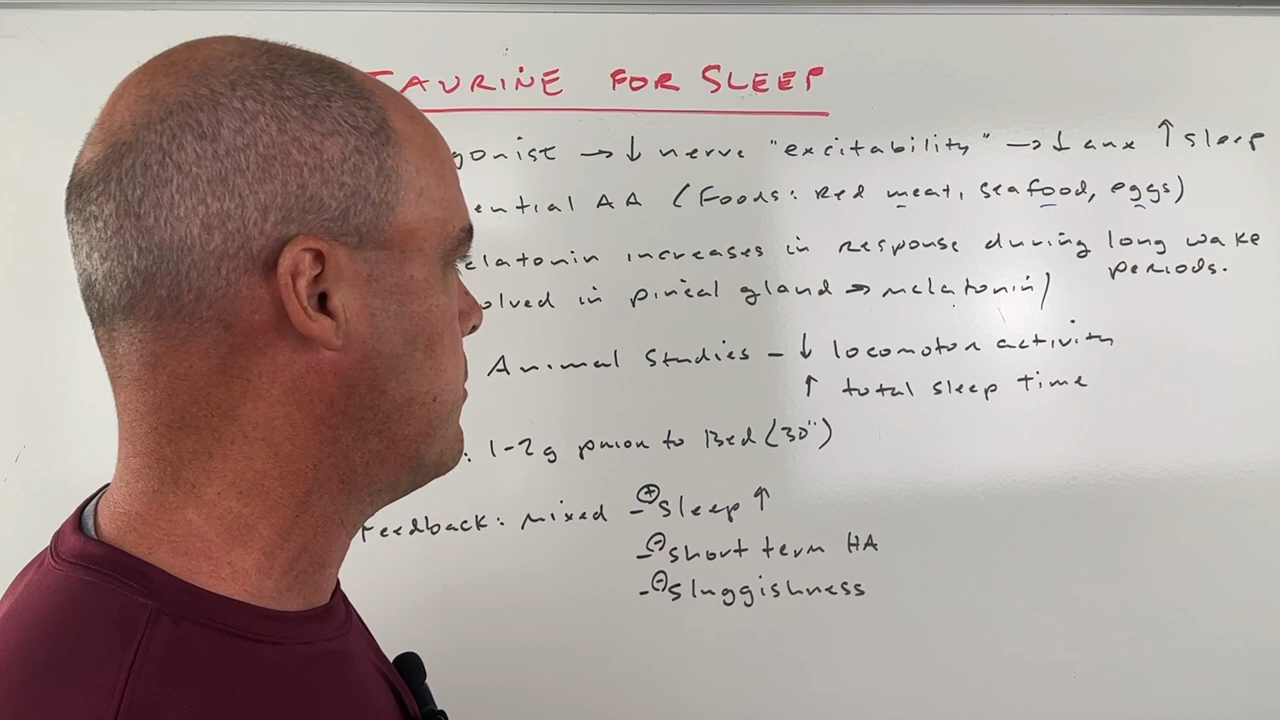 TAURINE FOR SLEEP
gonist → ↓ nerve "excitability" → ↓ anx ↑ sleep
ential AA (Foods: Red meat, seafood, eggs)
elatonin increases in response during long wake periods.
olved in pineal gland → melatonin)
Animal Studies - ↓ locomotor activity
↑ total sleep time
: 1-2g prior to Bed (30")
Feedback: mixed - ⊕ Sleep ↑
- ⊖ short term HA
- ⊖ sluggishness